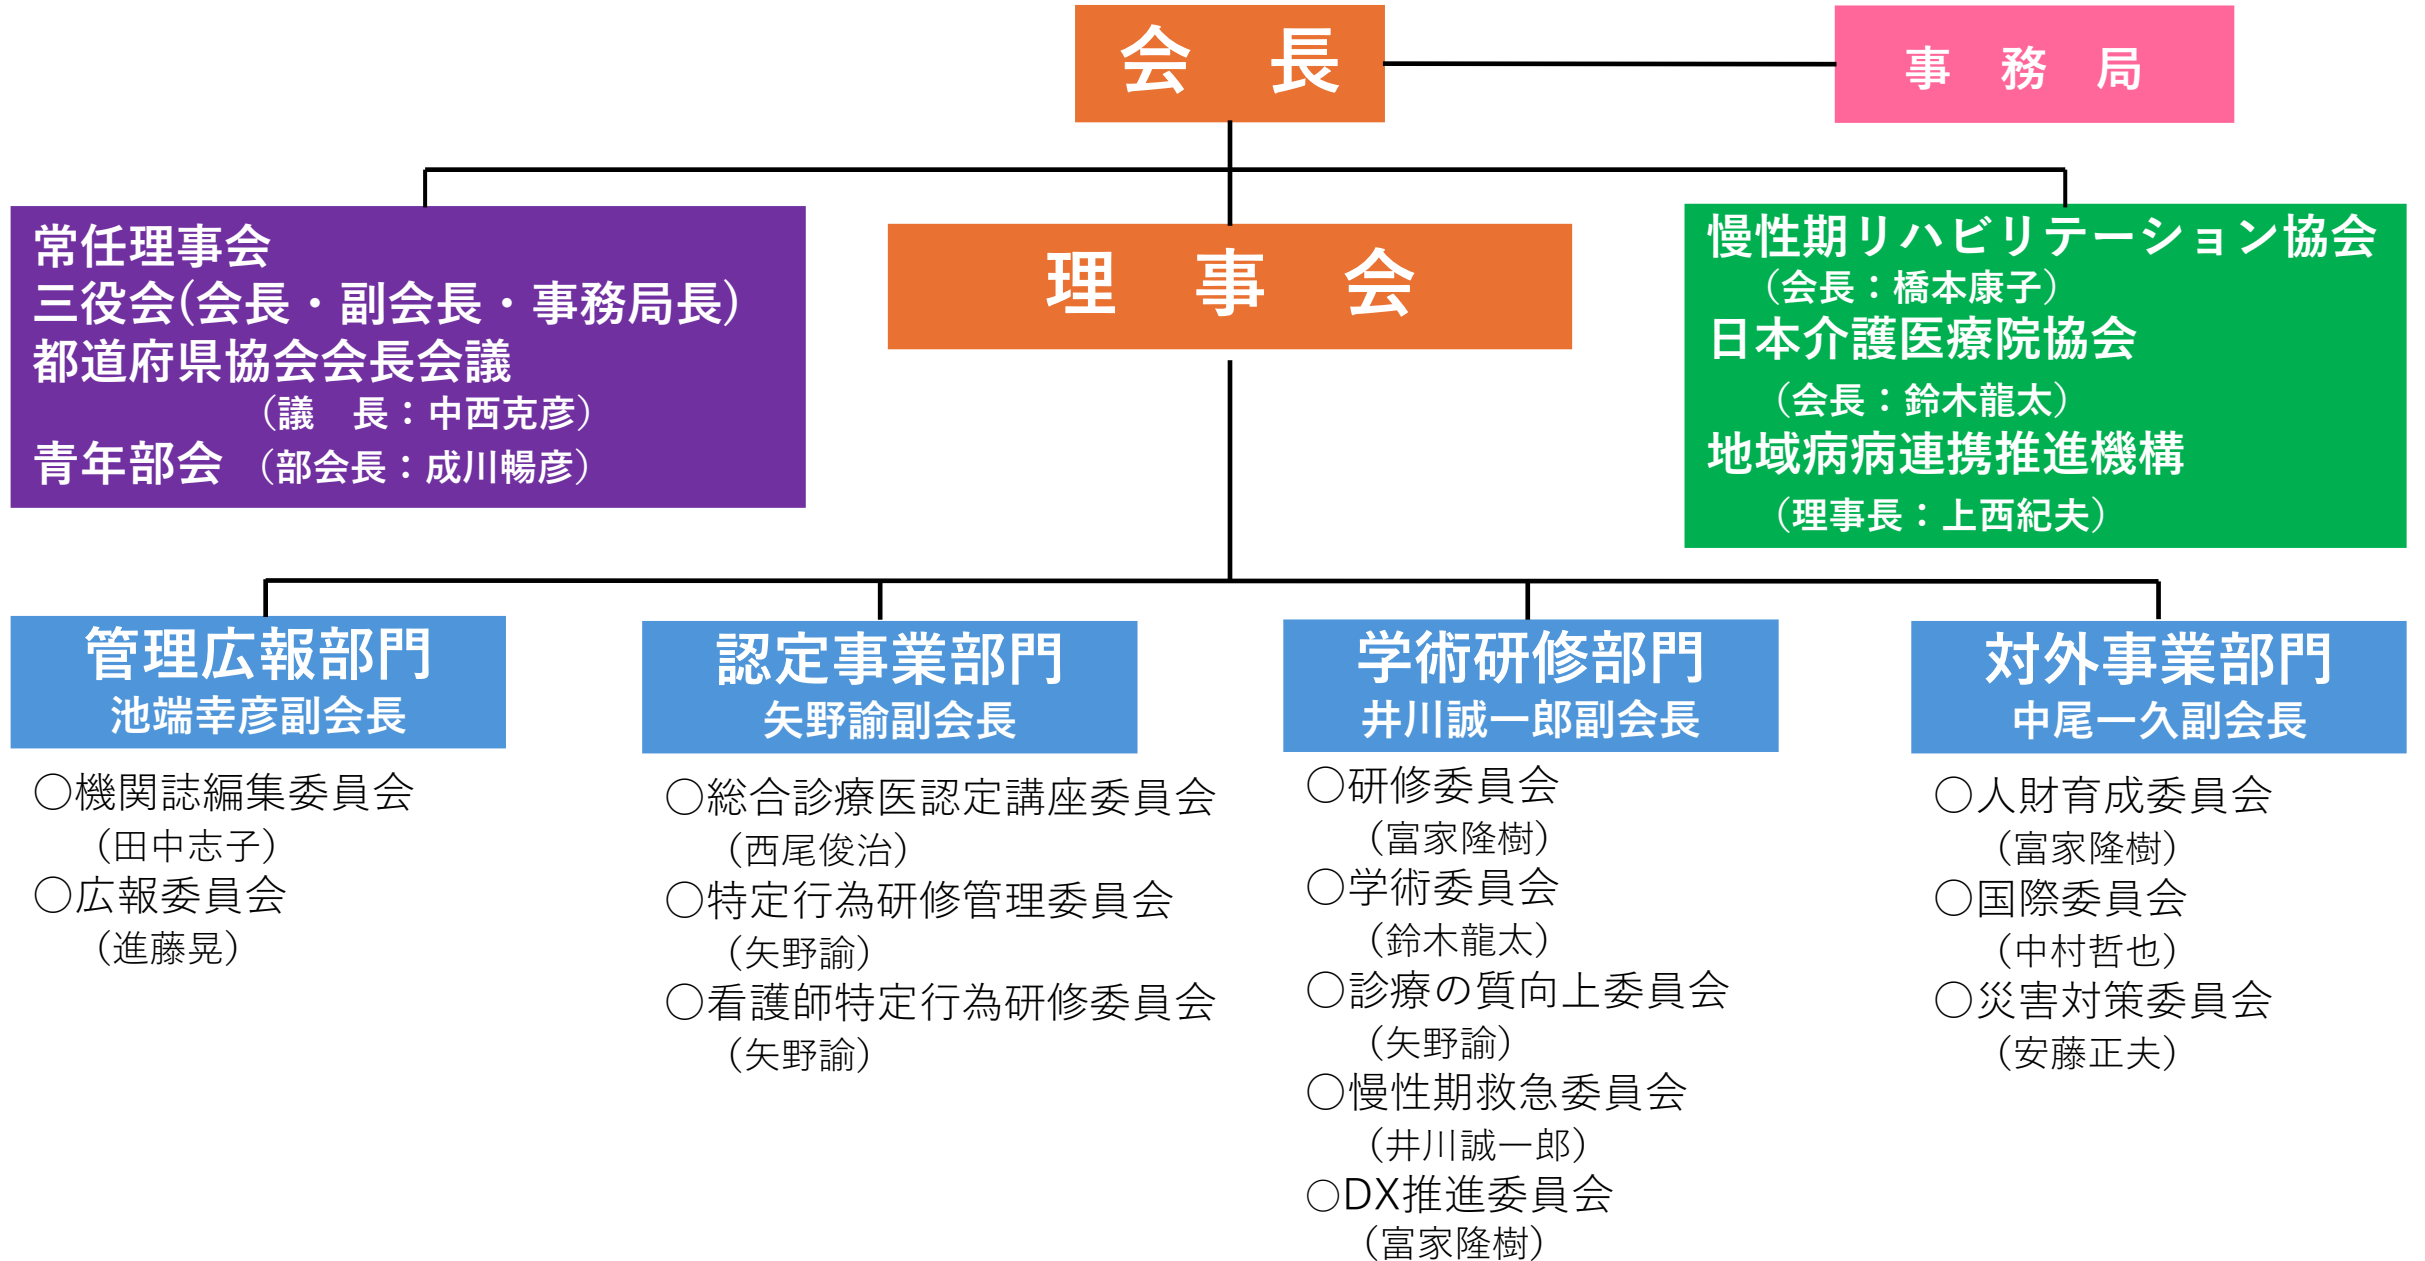 会　長
事　務　局
常任理事会
三役会(会長・副会長・事務局長)
都道府県協会会長会議
（議　長：中西克彦）
青年部会（部会長：成川暢彦）
理　事　会
慢性期リハビリテーション協会
（会長：橋本康子）
日本介護医療院協会
（会長：鈴木龍太）
地域病病連携推進機構
（理事長：上西紀夫）
管理広報部門
池端幸彦副会長
○機関誌編集委員会
（田中志子）
○広報委員会
（進藤晃）
認定事業部門
矢野諭副会長
○総合診療医認定講座委員会
（西尾俊治）
○特定行為研修管理委員会
（矢野諭）
○看護師特定行為研修委員会
（矢野諭）
学術研修部門
井川誠一郎副会長
○研修委員会
（富家隆樹）
○学術委員会
（鈴木龍太）
○診療の質向上委員会
（矢野諭）
○慢性期救急委員会
（井川誠一郎）
○DX推進委員会
（富家隆樹）
対外事業部門
中尾一久副会長
○人財育成委員会
（富家隆樹）
○国際委員会
（中村哲也）
○災害対策委員会
（安藤正夫）